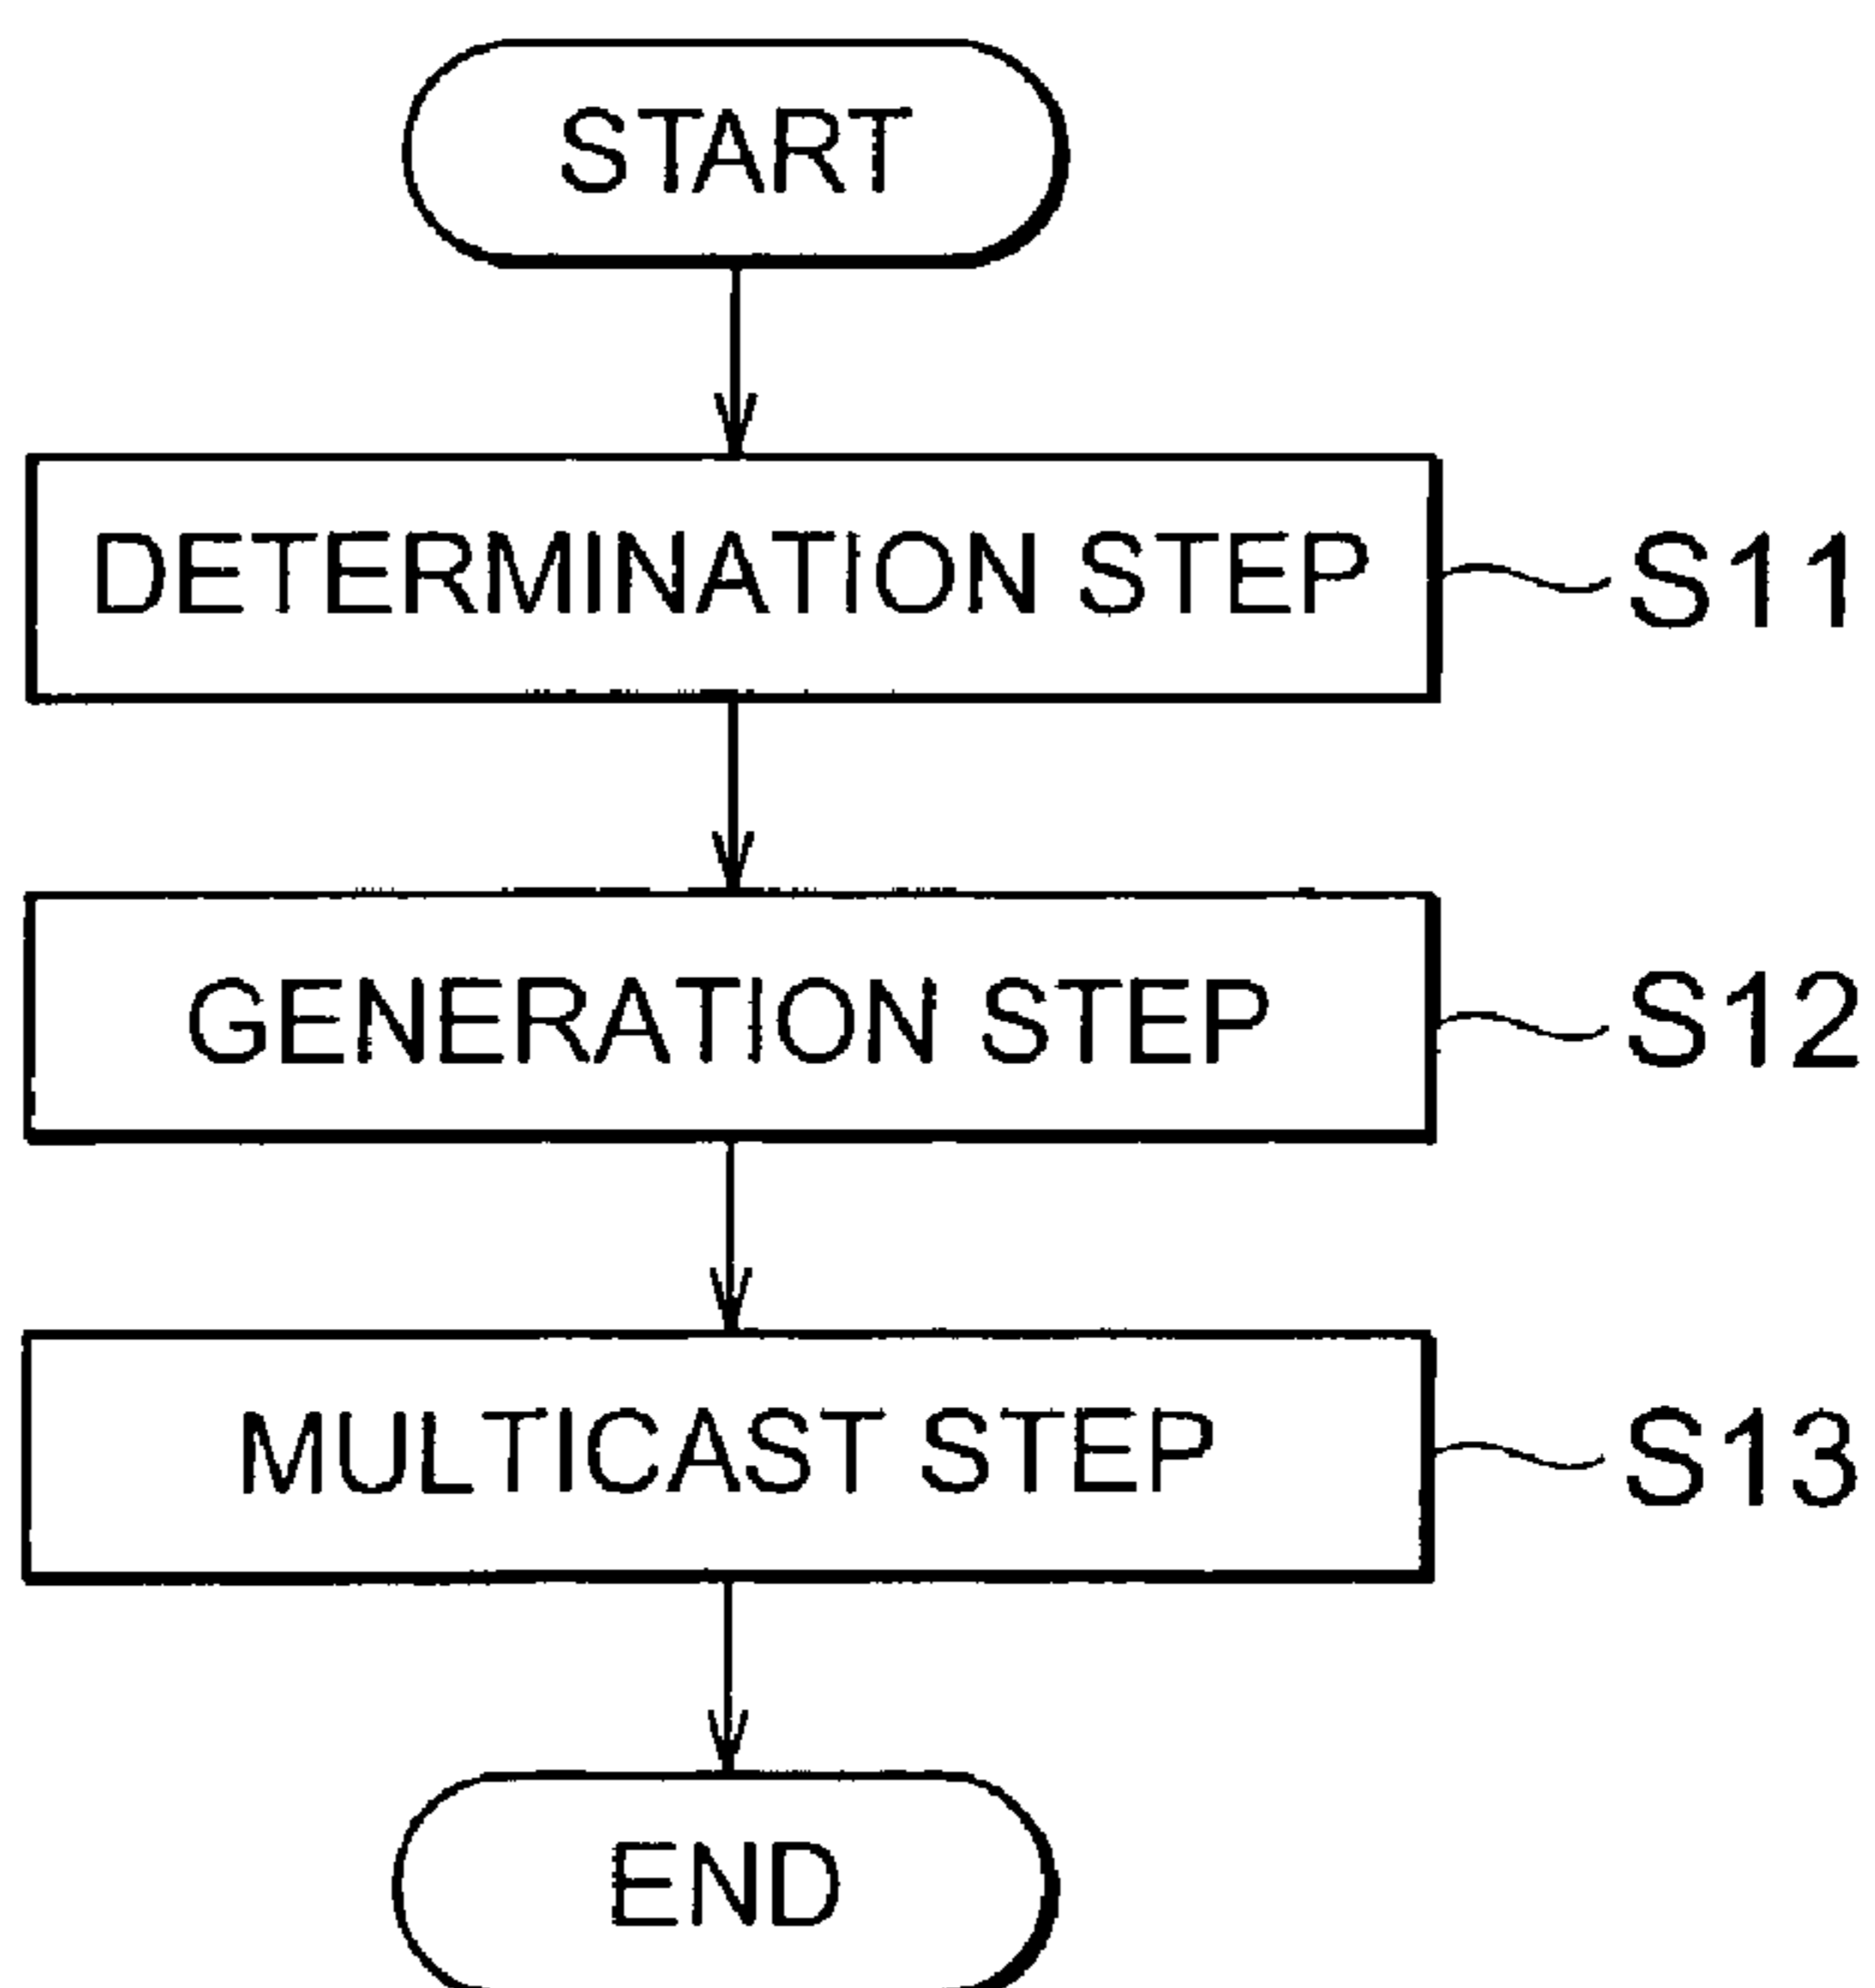 START
DETERMINATION STEP
S11
GENERATION STEP
S12
MULTICAST STEP
S13
END